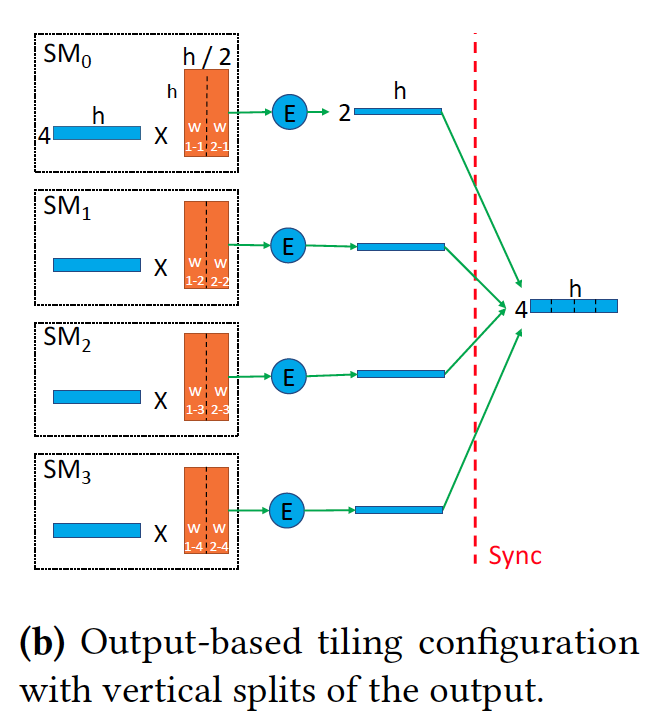 SM₀
h / 2
h
h
4
X
W W
1-1 2-1
E
2
h
SM₁
X
W W
1-2 2-2
E
h
4
SM₂
X
W W
1-3 2-3
E
SM₃
X
W W
1-4 2-4
E
Sync
(b) Output-based tiling configuration
with vertical splits of the output.